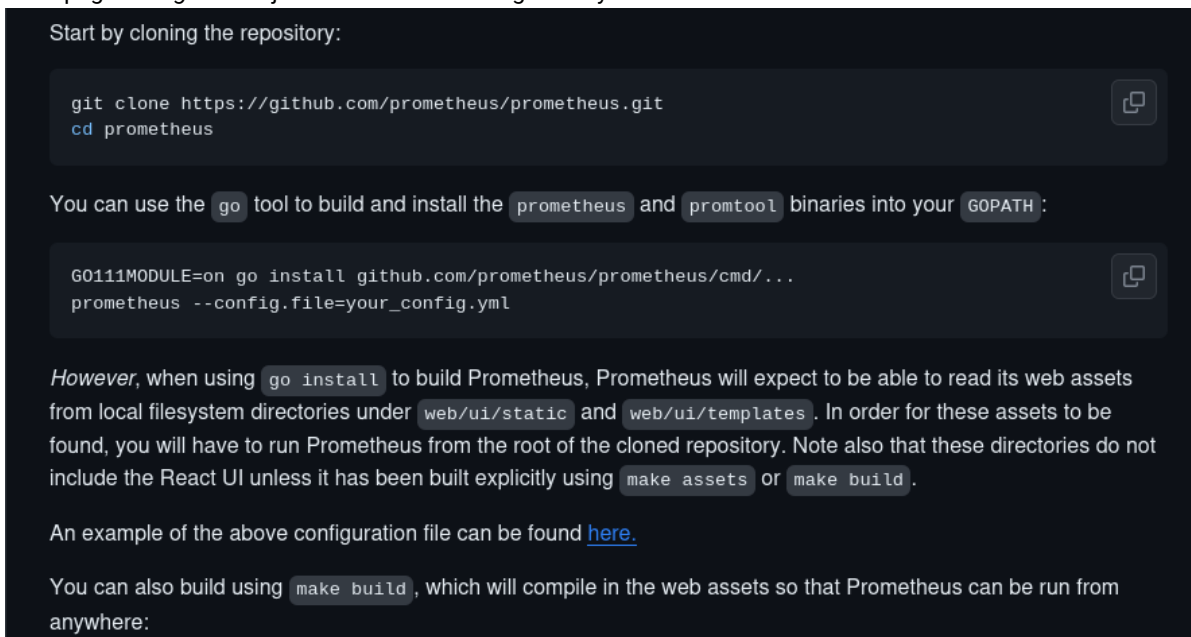 Start by cloning the repository:
git clone https://github.com/prometheus/prometheus.git
cd prometheus
You can use the go tool to build and install the prometheus and promtool binaries into your GOPATH :
GO111MODULE=on go install github.com/prometheus/prometheus/cmd/...
prometheus --config.file=your_config.yml
However, when using go install to build Prometheus, Prometheus will expect to be able to read its web assets
from local filesystem directories under web/ui/static and web/ui/templates . In order for these assets to be
found, you will have to run Prometheus from the root of the cloned repository. Note also that these directories do not
include the React UI unless it has been built explicitly using make assets or make build .
An example of the above configuration file can be found here.
You can also build using make build , which will compile in the web assets so that Prometheus can be run from
anywhere: